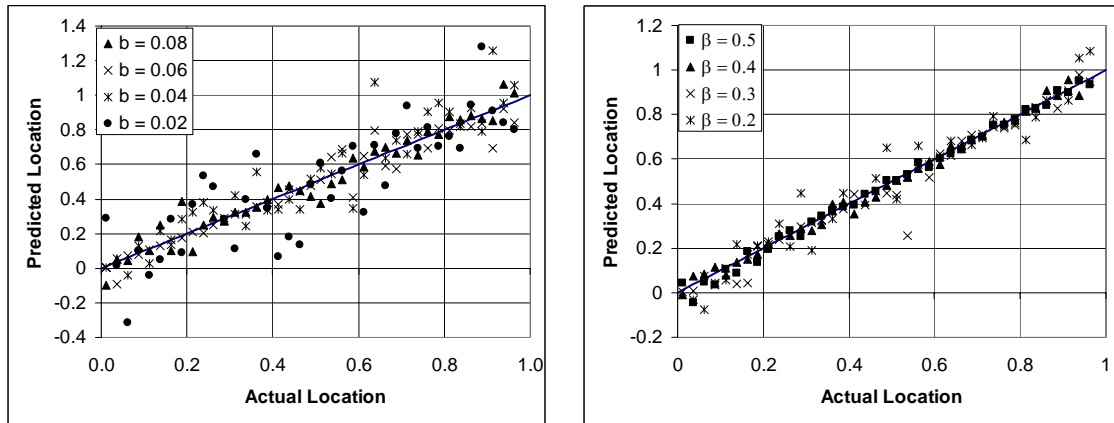 1.4
1.2
1.0
0.8
0.6
0.4
0.2
0.0
-0.2
-0.4
Predicted Location
b = 0.08
b = 0.06
b = 0.04
b = 0.02
0.0 0.2 0.4 0.6 0.8 1.0
Actual Location
1.2
1
0.8
0.6
0.4
0.2
0
-0.2
Predicted Location
β = 0.5
β = 0.4
β = 0.3
β = 0.2
0 0.2 0.4 0.6 0.8 1
Actual Location